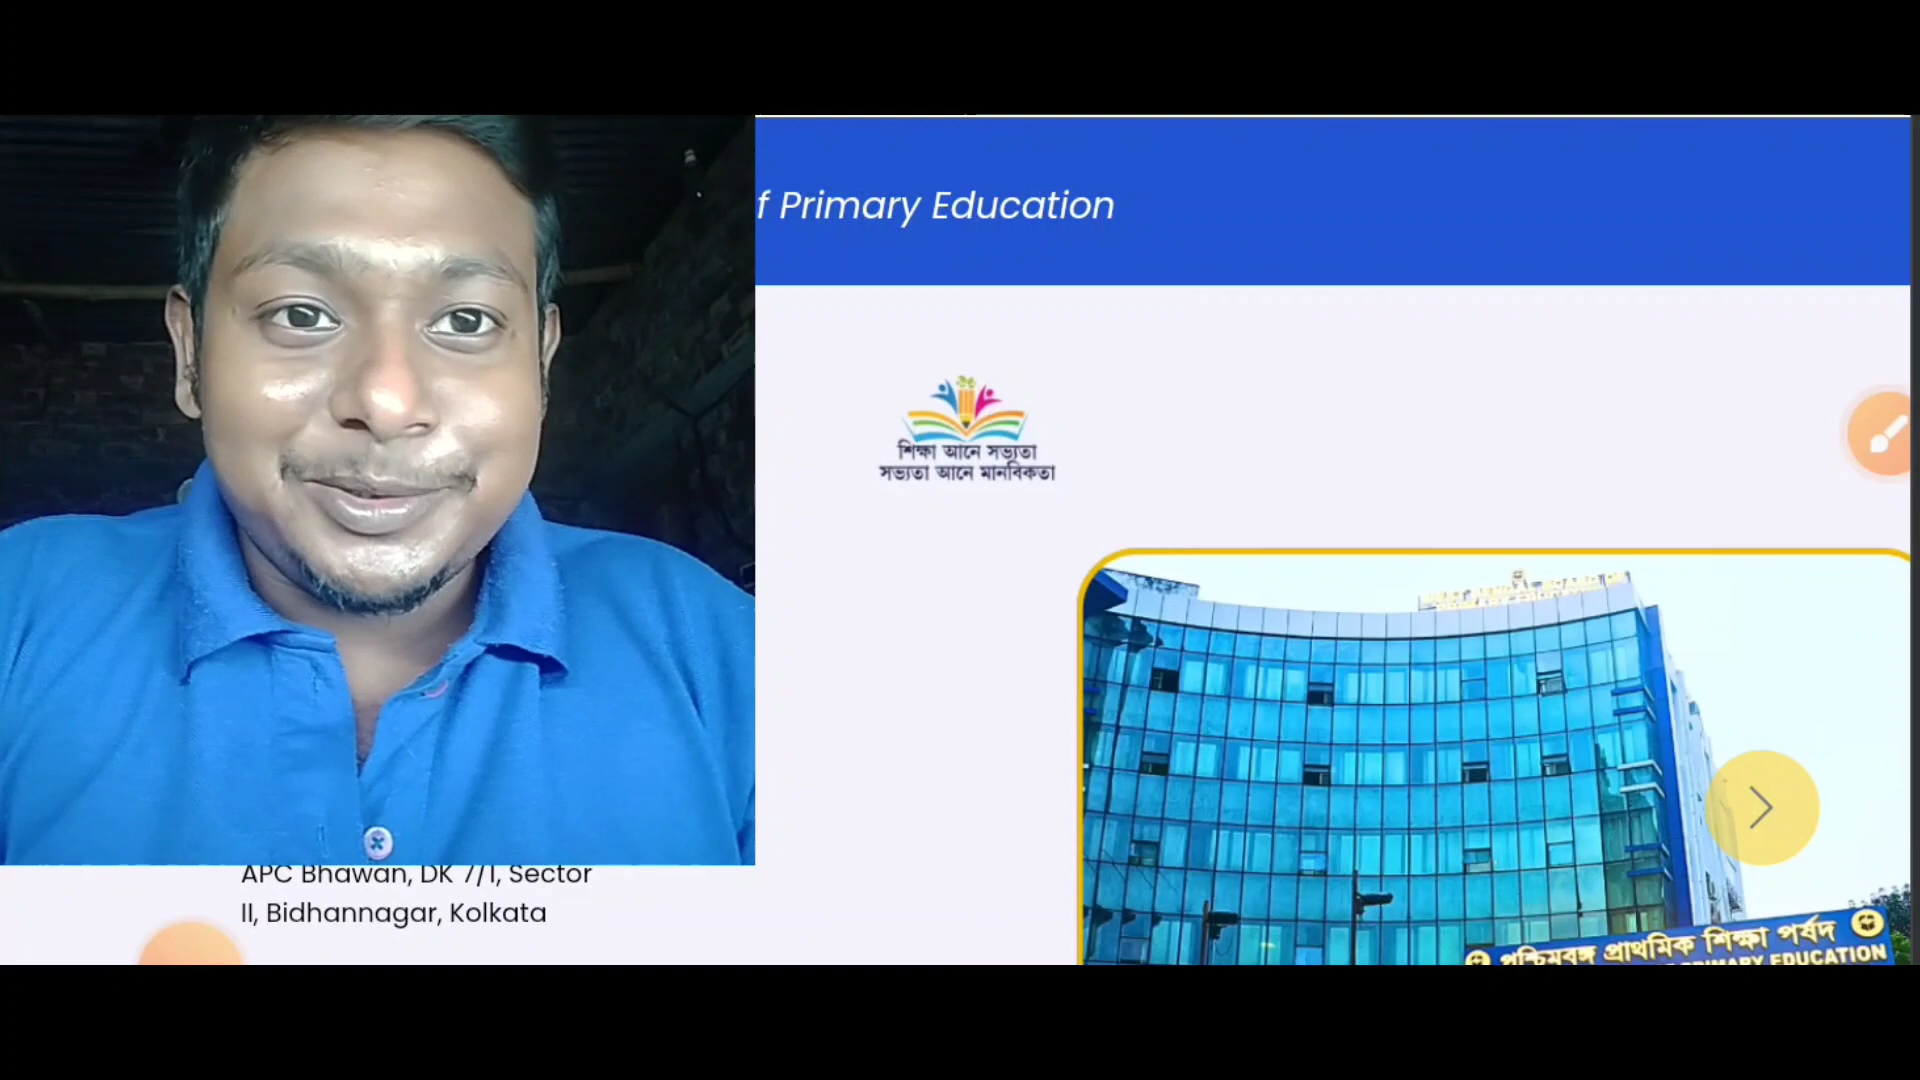 f Primary Education
শিক্ষা আনে সভ্যতা
সভ্যতা আনে মানবিকতা
APC Bhawan, DK 7/1, Sector
II, Bidhannagar, Kolkata
পশ্চিমবঙ্গ প্রাথমিক শিক্ষা পর্ষদ
PRIMARY EDUCATION